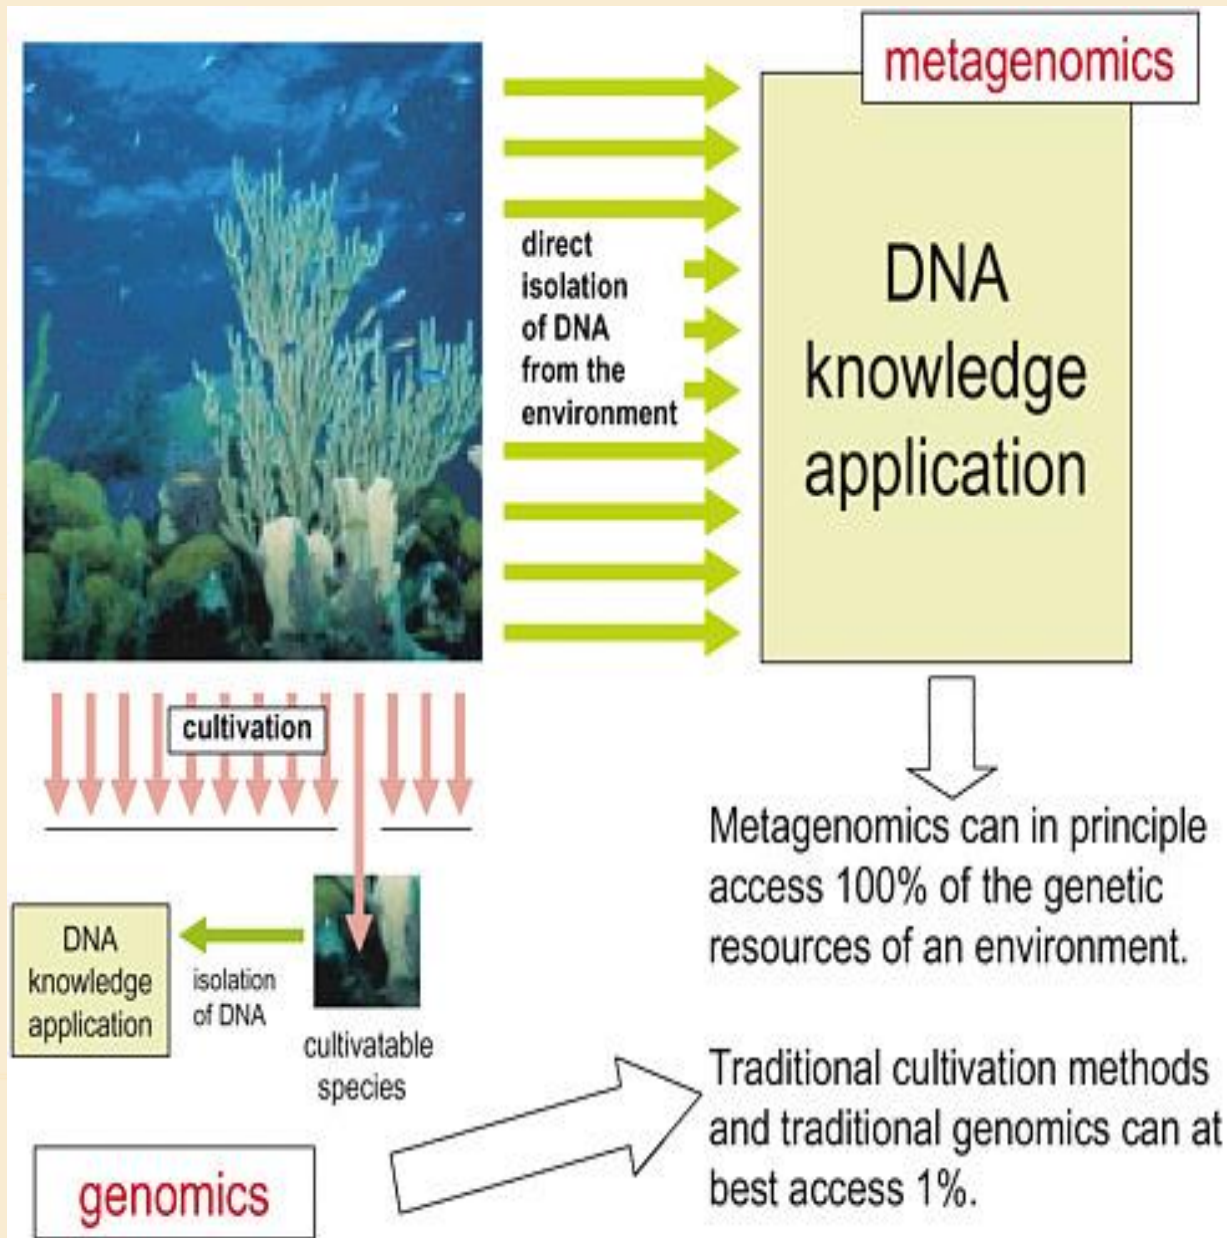 metagenomics
direct
isolation
of DNA
from the
environment
DNA
knowledge
application
cultivation
Metagenomics can in principle
access 100% of the genetic
resources of an environment.
DNA
knowledge
application
isolation
of DNA
cultivatable
species
Traditional cultivation methods
and traditional genomics can at
best access 1%.
genomics